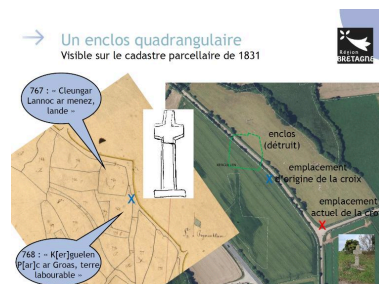 Un enclos quadrangulaire
Visible sur le cadastre parcellaire de 1831
Région
BRETAGNE
767 : « Cleungar
Lannoc ar menez,
lande »
enclos
(détruit)
emplacement
d'origine de la croix
emplacement
actuel de la cro
X
X
X
768 : « K[er]guelen
P[ar]c ar Groas, terre
labourable »